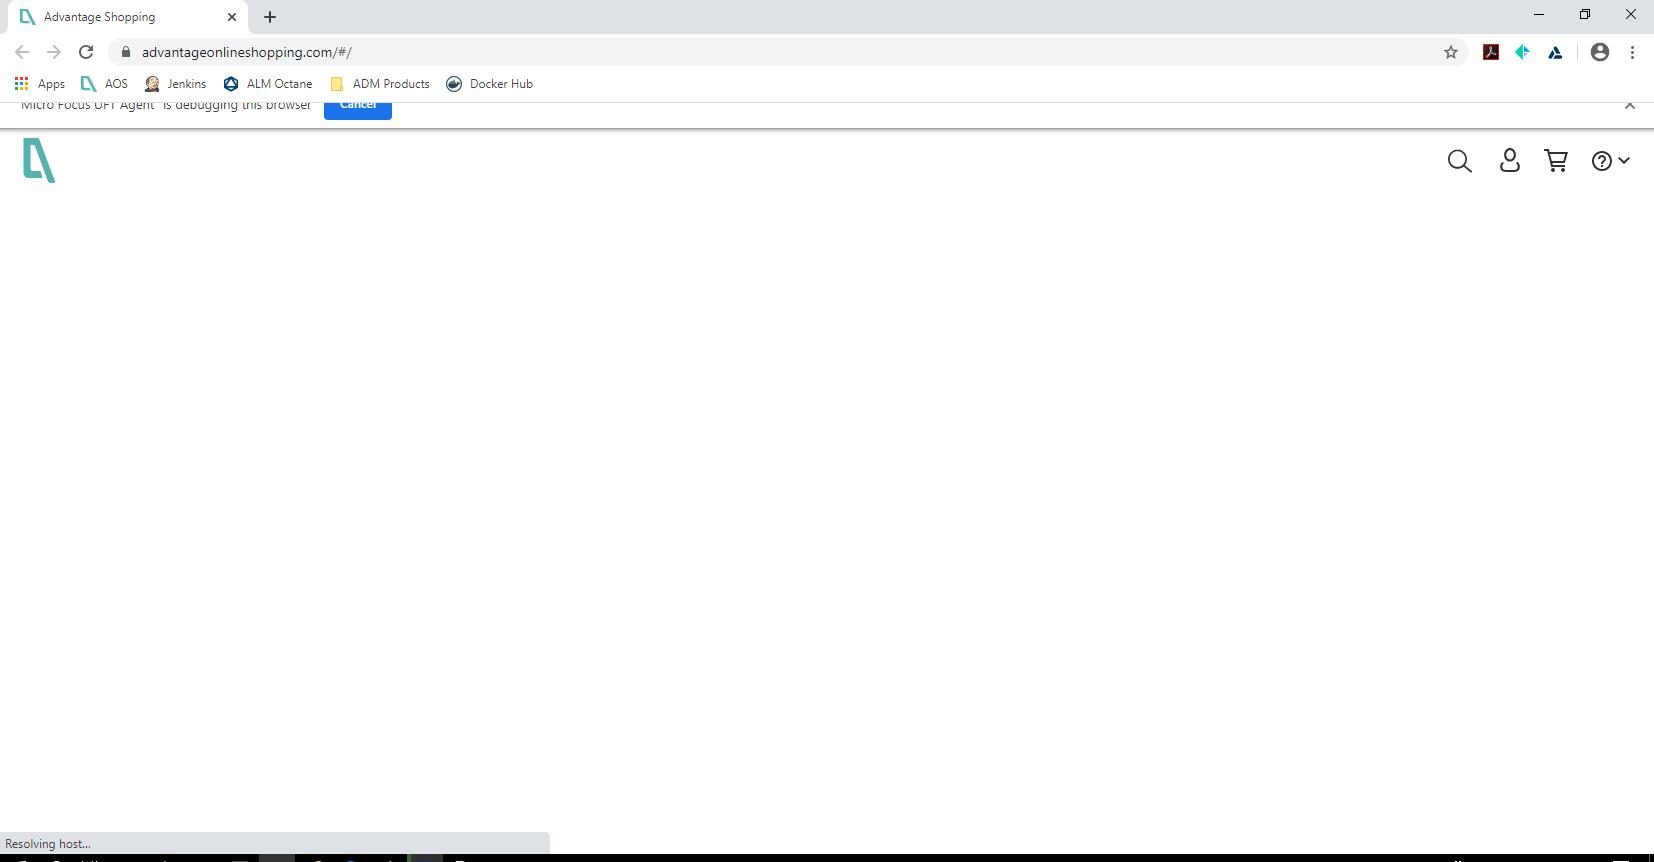 Advantage Shopping
advantageonlineshopping.com/#/
Apps AOS Jenkins ALM Octane ADM Products Docker Hub
"Micro Focus UFT Agent" is debugging this browser Cancel
Resolving host...